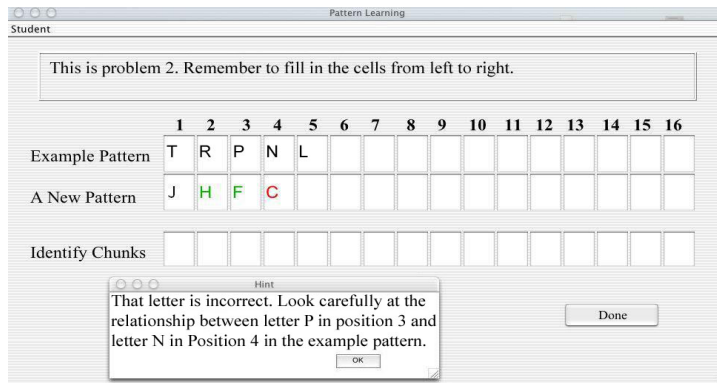 Pattern Learning
Student
This is problem 2. Remember to fill in the cells from left to right.
1 2 3 4 5 6 7 8 9 10 11 12 13 14 15 16
Example Pattern T R P N L
A New Pattern J H F C
Identify Chunks
Hint
That letter is incorrect. Look carefully at the
relationship between letter P in position 3 and
letter N in Position 4 in the example pattern.
OK
Done